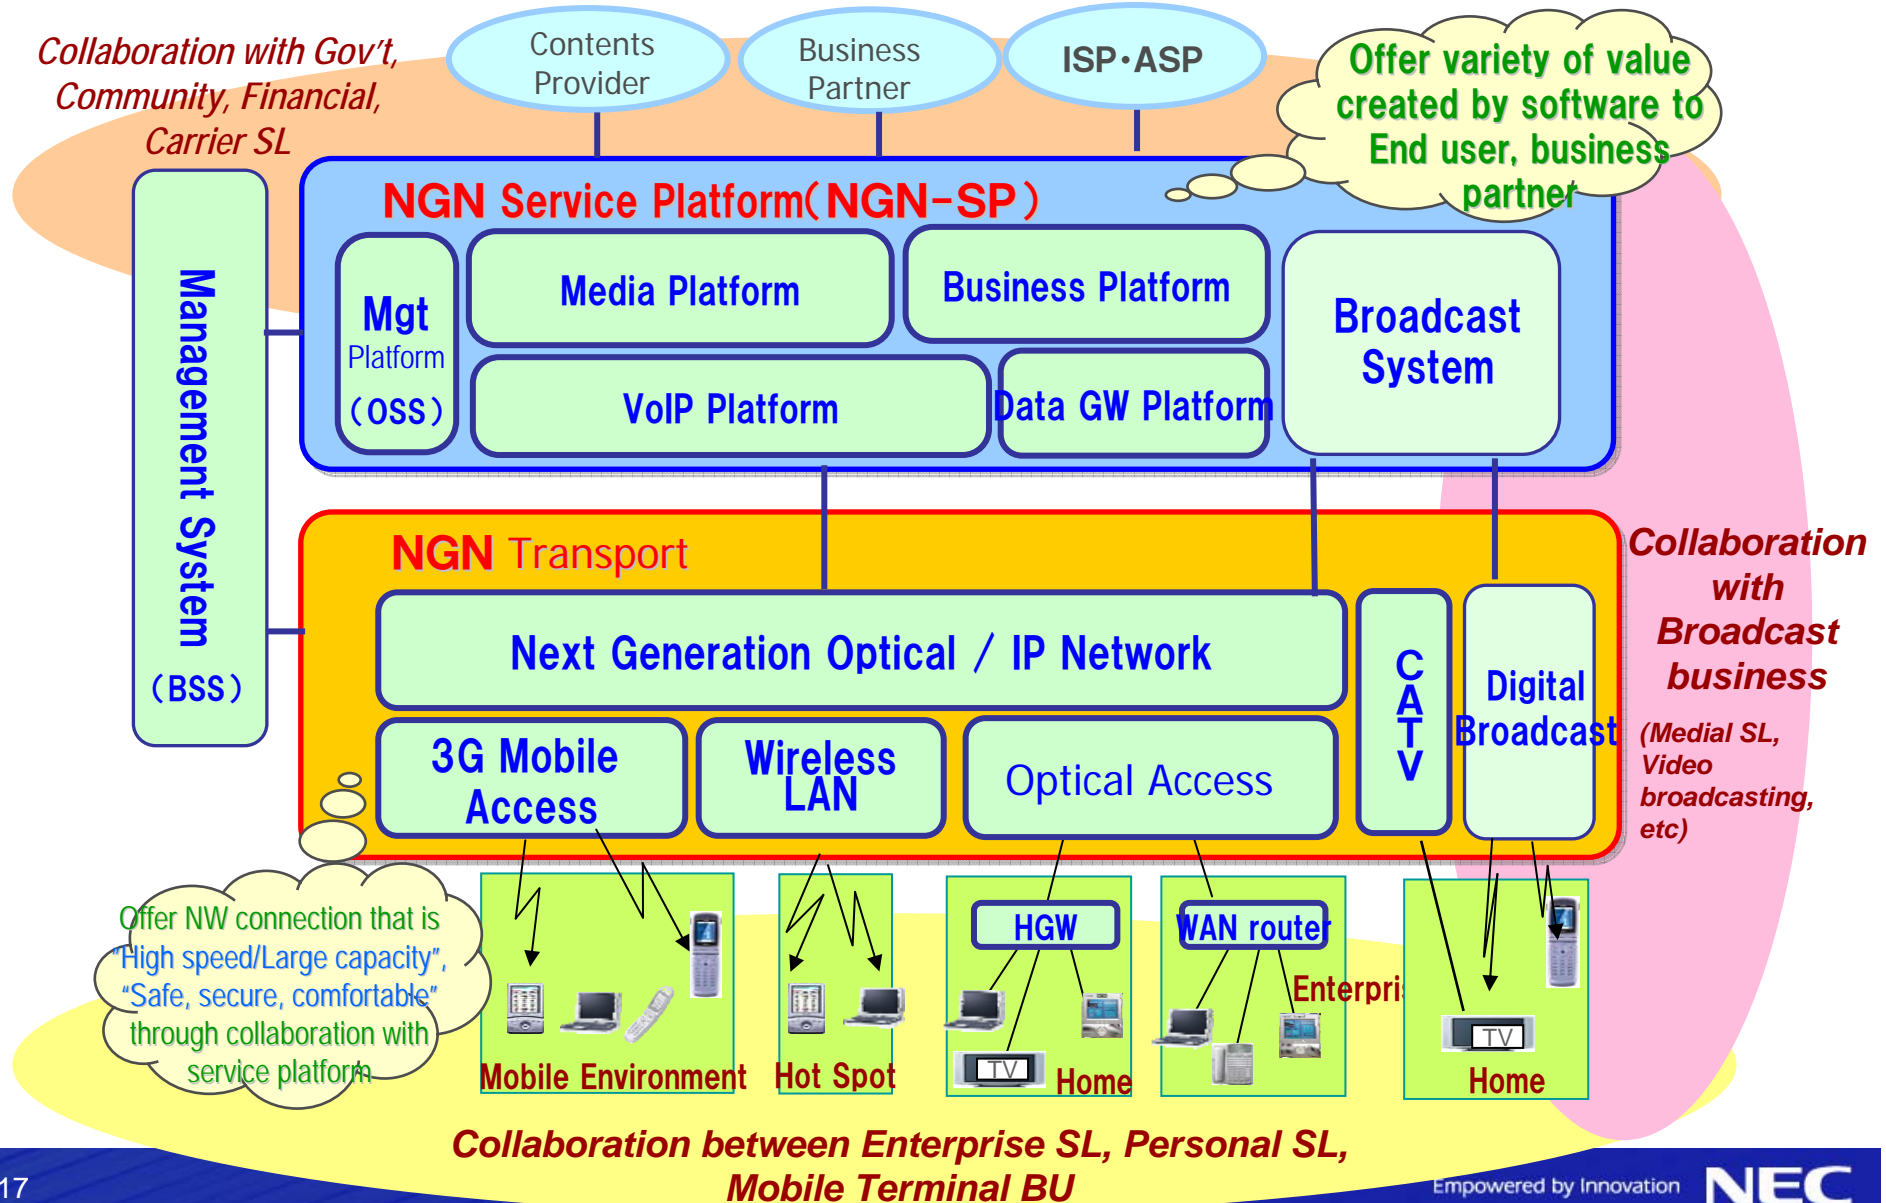 Collaboration with Gov't,
Community, Financial,
Carrier SL
Contents
Provider
Business
Partner
ISP・ASP
Offer variety of value
created by software to
End user, business
partner
NGN Service Platform(NGN-SP)
Mgt
Platform
(OSS)
Media Platform
Business Platform
VoIP Platform
Data GW Platform
Broadcast
System
Management System
(BSS)
NGN Transport
Next Generation Optical / IP Network
3G Mobile
Access
Wireless
LAN
Optical Access
CATV
Digital
Broadcast
Collaboration
with
Broadcast
business
(Medial SL,
Video
broadcasting,
etc)
Offer NW connection that is
"High speed/Large capacity",
"Safe, secure, comfortable"
through collaboration with
service platform
HGW
WAN router
Enterpris
TV
TV
Mobile Environment
Hot Spot
Home
Home
Collaboration between Enterprise SL, Personal SL,
Mobile Terminal BU
17
Empowered by Innovation
NEC